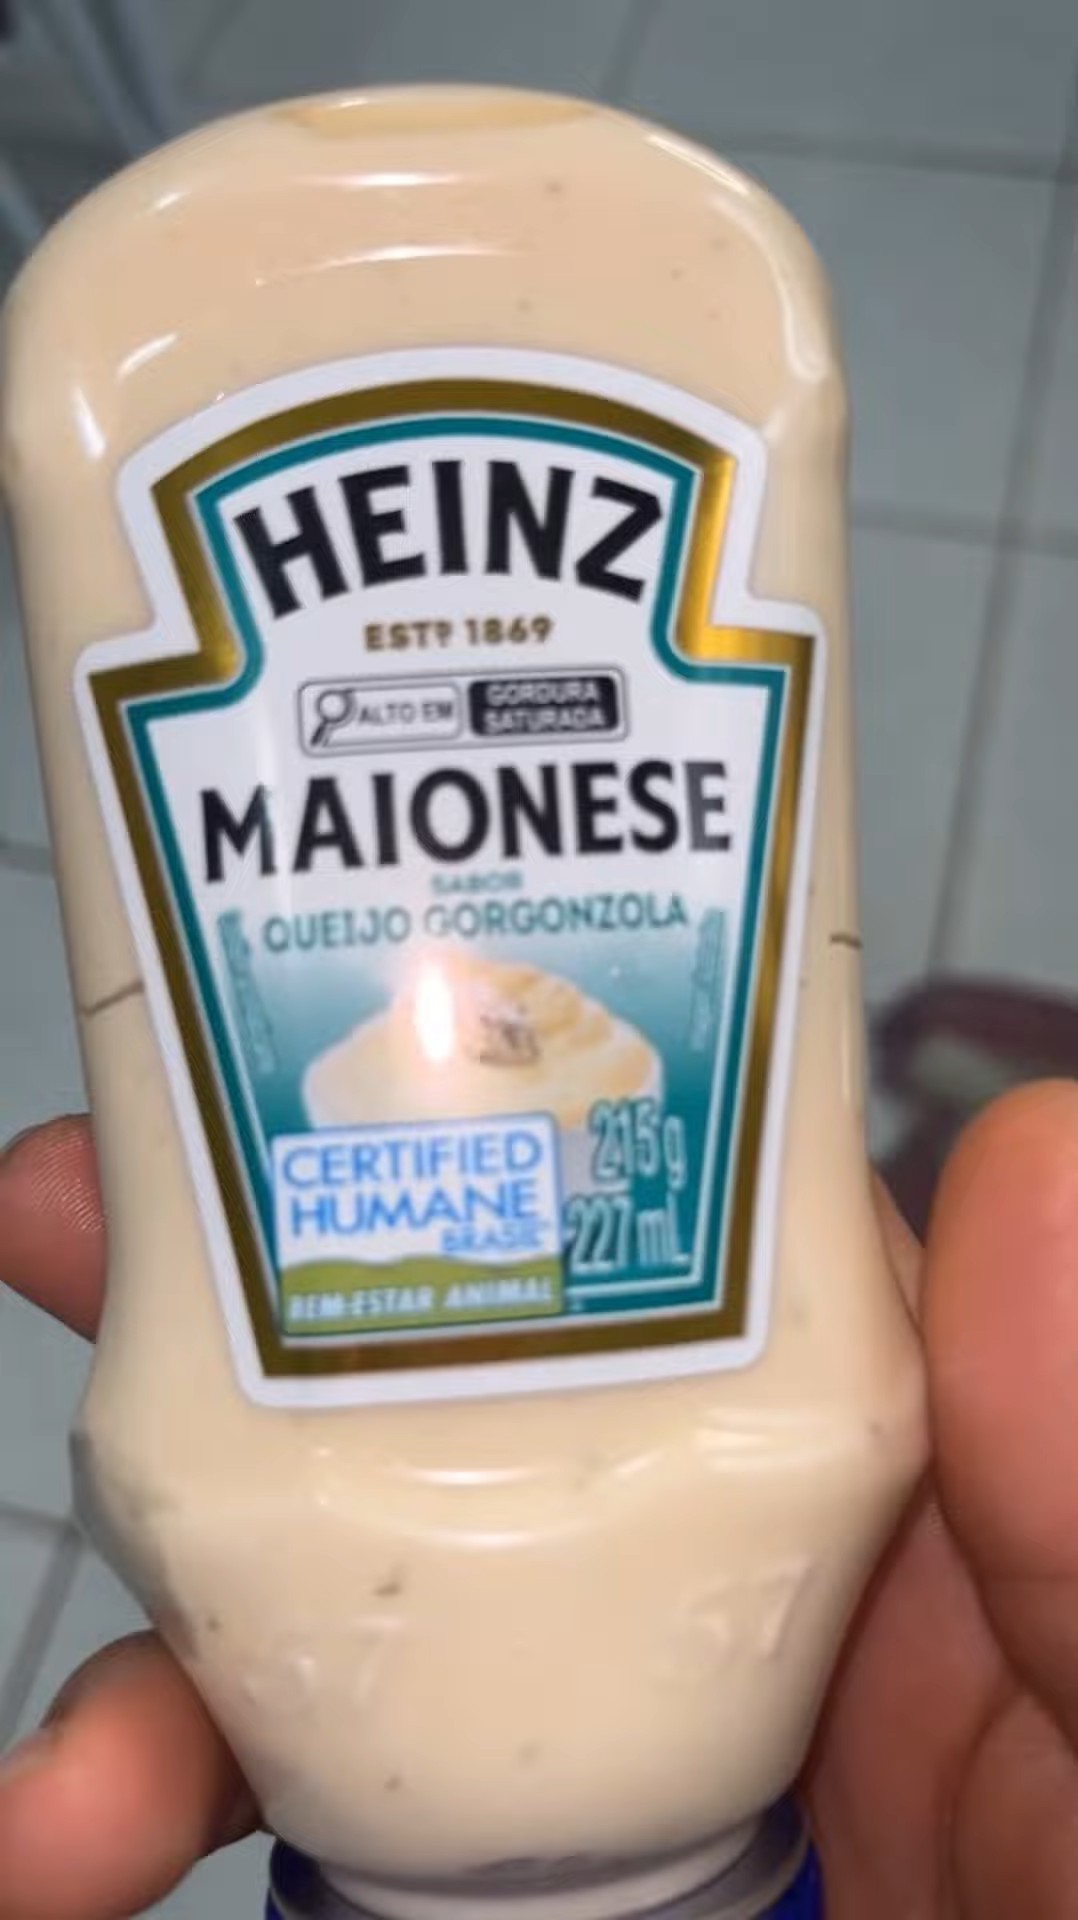 HEINZ
ESTD 1869
ALTO EM
GORDURA
SATURADA
MAIONESE
SABOR
QUEIJO GORGONZOLA
CERTIFIED
HUMANE
BRASIL
BEM-ESTAR ANIMAL
215g
227 mL